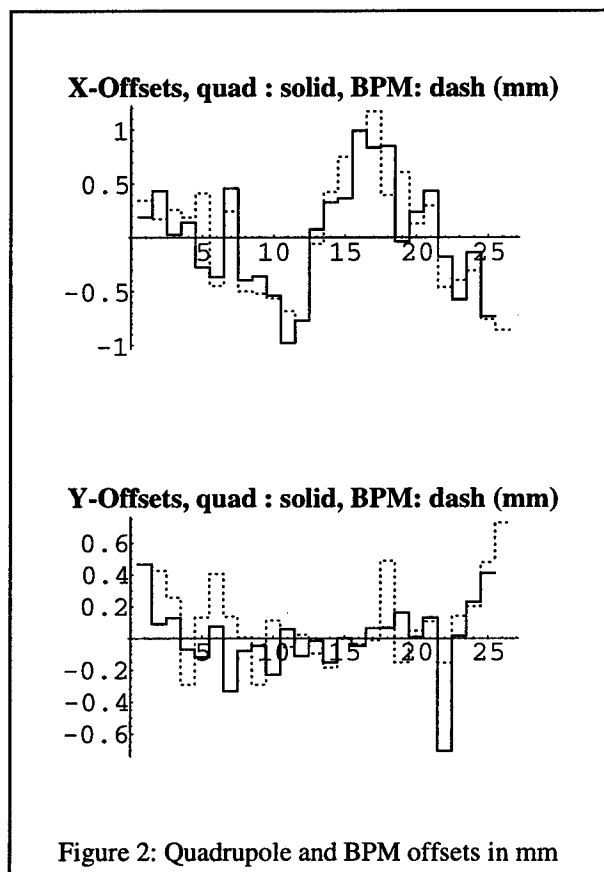 X-Offsets, quad : solid, BPM: dash (mm)
1
0.5
5 10 15 20 25
-0.5
-1
Y-Offsets, quad : solid, BPM: dash (mm)
0.6
0.4
0.2
5 10 15 20 25
-0.2
-0.4
-0.6
Figure 2: Quadrupole and BPM offsets in mm